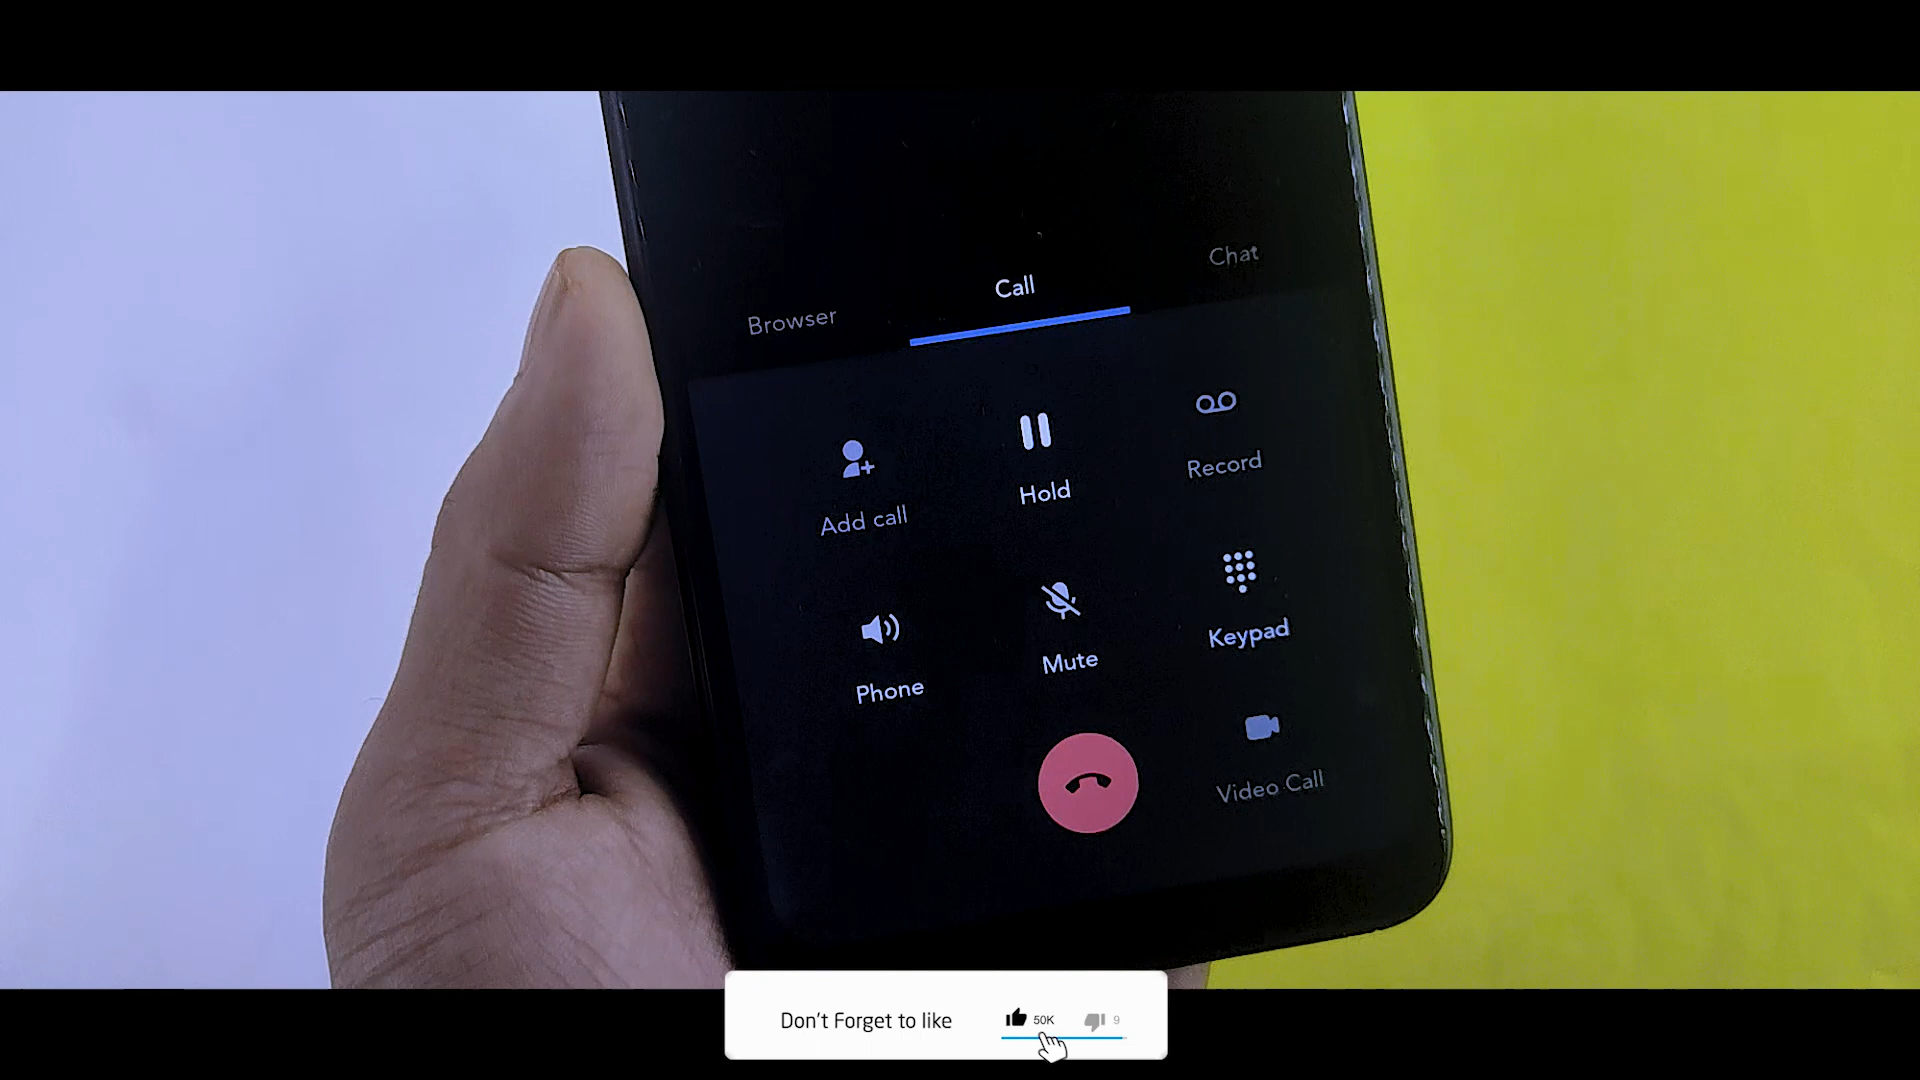 Browser
Call
Chat
Add call
Hold
Record
Phone
Mute
Keypad
Video Call
Don't Forget to like
50K
9